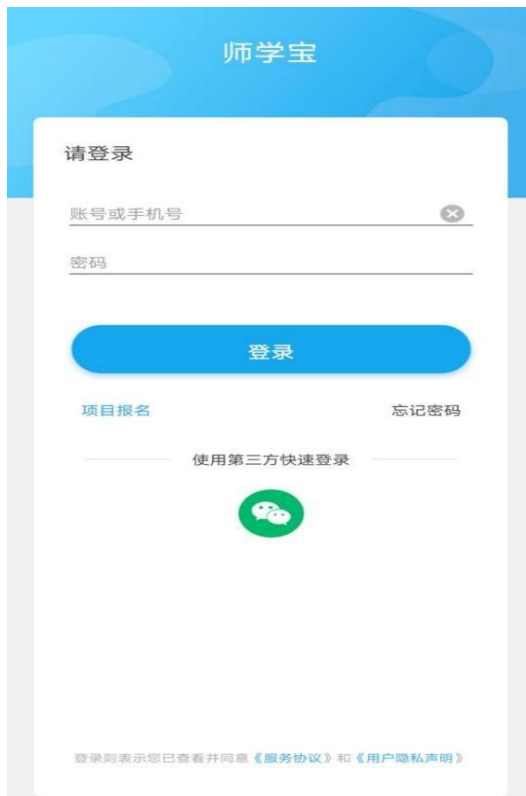 师学宝
请登录
账号或手机号
密码
登录
项目报名 忘记密码
使用第三方快速登录
登录则表示您已查看并同意《服务协议》和《用户隐私声明》